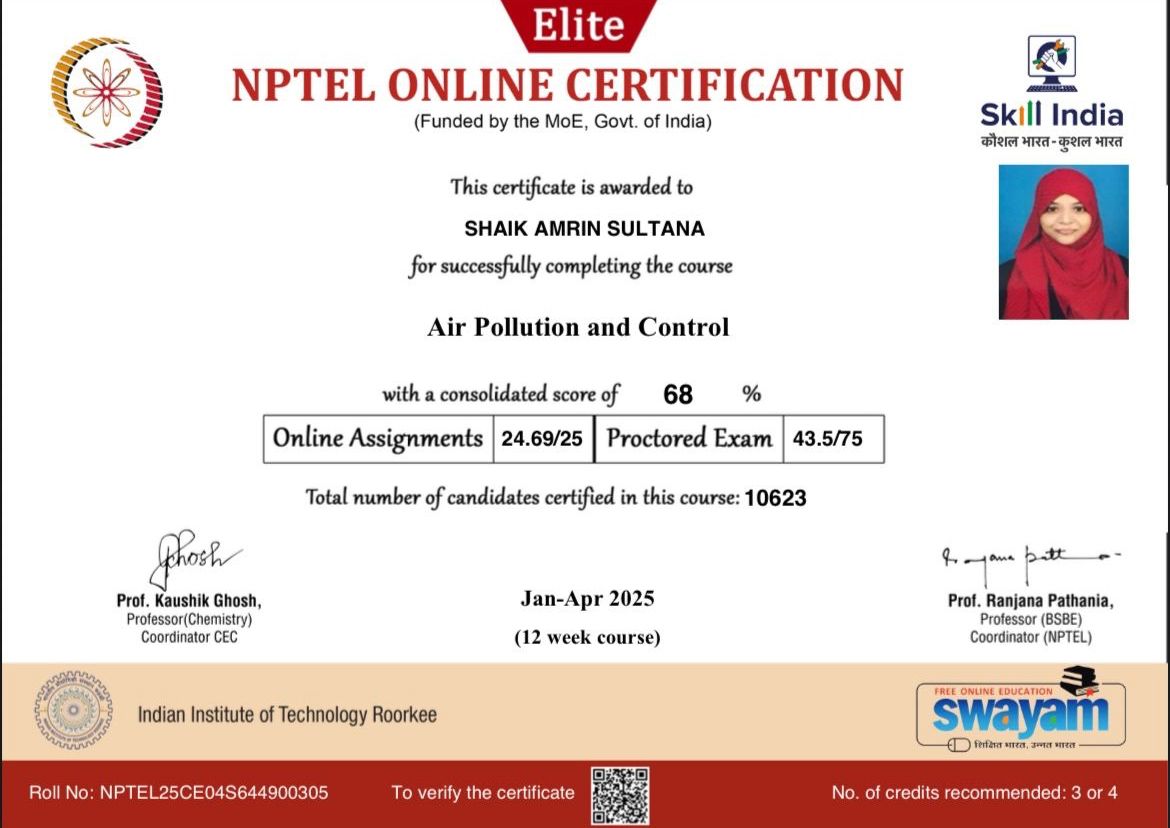 Elite
NPTEL ONLINE CERTIFICATION
(Funded by the MoE, Govt. of India)
Skill India
कौशल भारत - कुशल भारत
This certificate is awarded to
SHAIK AMRIN SULTANA
for successfully completing the course
Air Pollution and Control
with a consolidated score of 68 %
Online Assignments 24.69/25 Proctored Exam 43.5/75
Total number of candidates certified in this course: 10623
Prof. Kaushik Ghosh,
Professor(Chemistry)
Coordinator CEC
Jan-Apr 2025
(12 week course)
Prof. Ranjana Pathania,
Professor (BSBE)
Coordinator (NPTEL)
Indian Institute of Technology Roorkee
FREE ONLINE EDUCATION
swayam
शिक्षित भारत, उन्नत भारत
Roll No: NPTEL25CE04S644900305
To verify the certificate
No. of credits recommended: 3 or 4